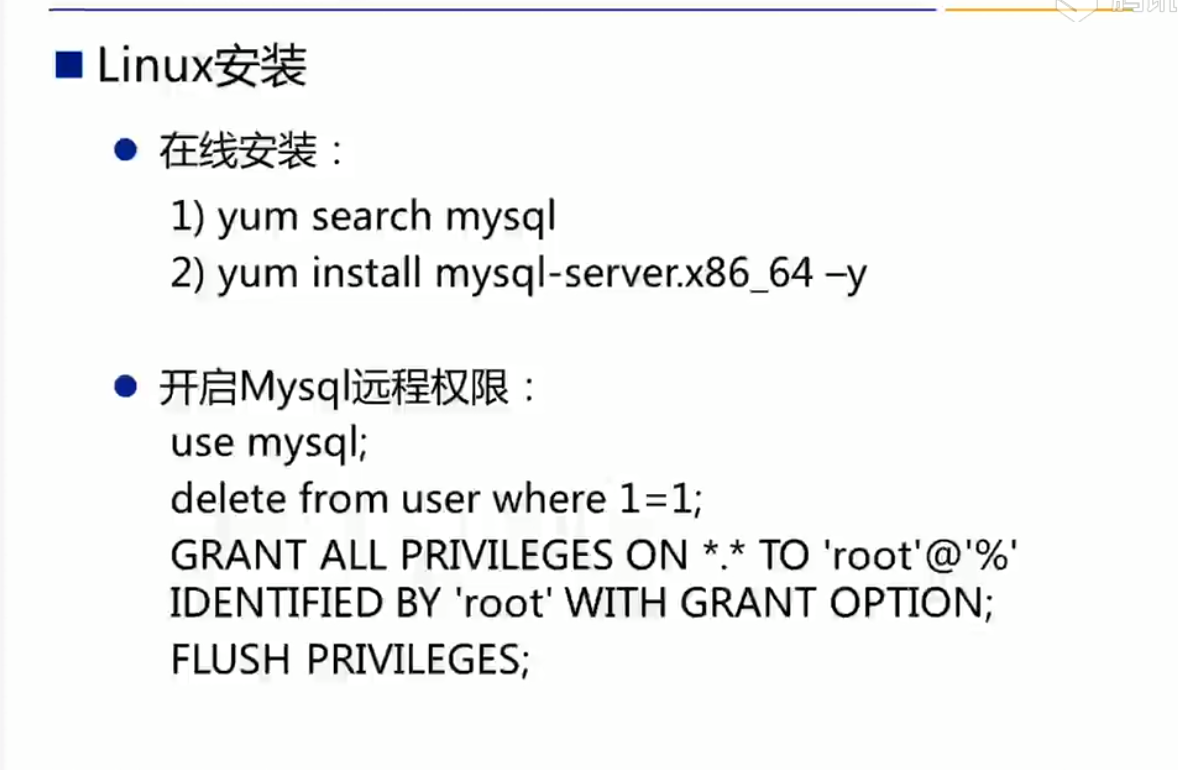 Linux安装
在线安装：
1) yum search mysql
2) yum install mysql-server.x86_64 –y
开启Mysql远程权限：
use mysql;
delete from user where 1=1;
GRANT ALL PRIVILEGES ON *.* TO 'root'@'%'
IDENTIFIED BY 'root' WITH GRANT OPTION;
FLUSH PRIVILEGES;